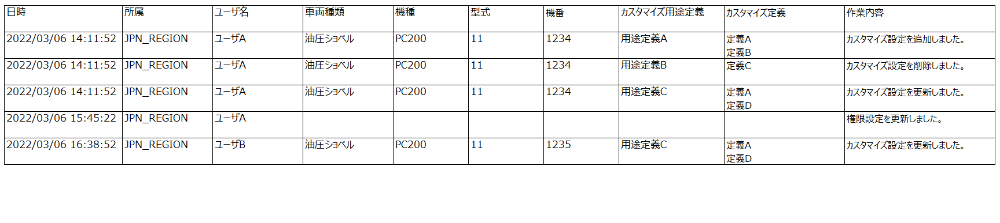 日時 所属 ユーザ名 車両種類 機種 型式 機番 カスタマイズ用途定義 カスタマイズ定義 作業内容
2022/03/06 14:11:52 JPN_REGION ユーザA 油圧ショベル PC200 11 1234 用途定義A 定義A カスタマイズ設定を追加しました。
定義B
2022/03/06 14:11:52 JPN_REGION ユーザA 油圧ショベル PC200 11 1234 用途定義B 定義C カスタマイズ設定を削除しました。
2022/03/06 14:11:52 JPN_REGION ユーザA 油圧ショベル PC200 11 1234 用途定義C 定義A カスタマイズ設定を更新しました。
定義D
2022/03/06 15:45:22 JPN_REGION ユーザA 権限設定を更新しました。
2022/03/06 16:38:52 JPN_REGION ユーザB 油圧ショベル PC200 11 1235 用途定義C 定義A カスタマイズ設定を更新しました。
定義D